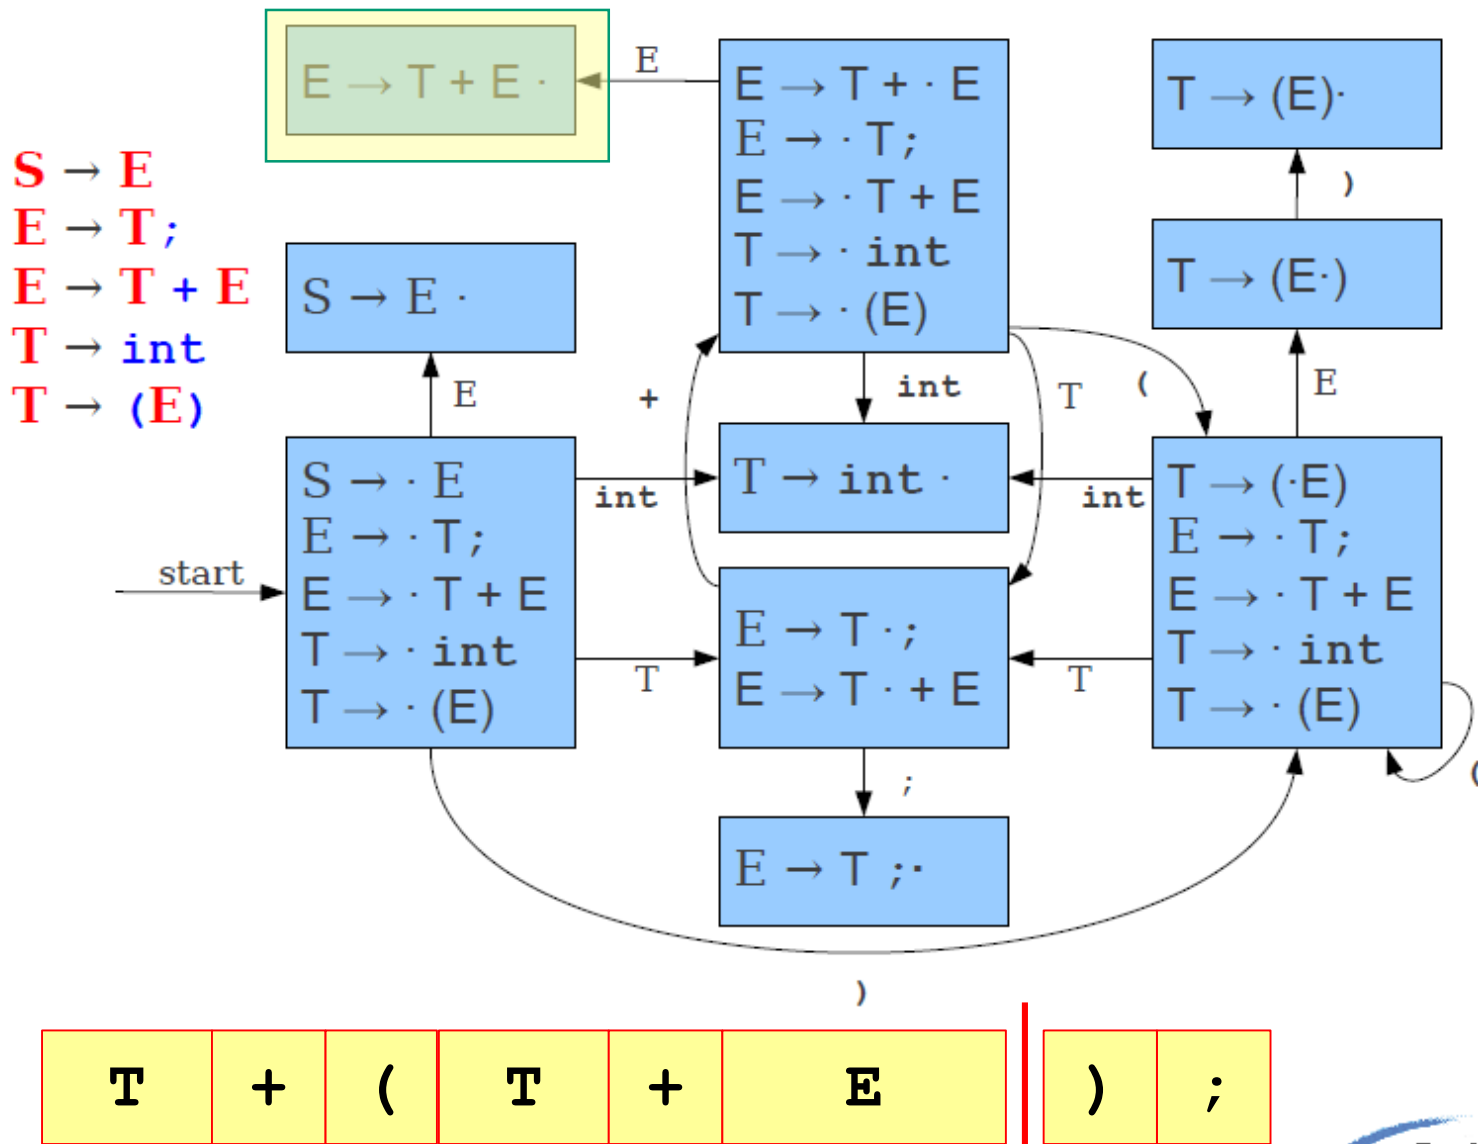 E → T + E ·
E
E → T + · E
E → · T;
E → · T + E
T → · int
T → · (E)
T → (E)·
)
T → (E·)
S → E
E → T;
E → T + E
T → int
T → (E)
S → E ·
E
+
int
T
(
E
S → · E
E → · T;
E → · T + E
T → · int
T → · (E)
start
int
T → int ·
int
T → (·E)
E → · T;
E → · T + E
T → · int
T → · (E)
T
E → T · ;
E → T · + E
T
(
;
E → T ;·
)
T + ( T + E ) ;